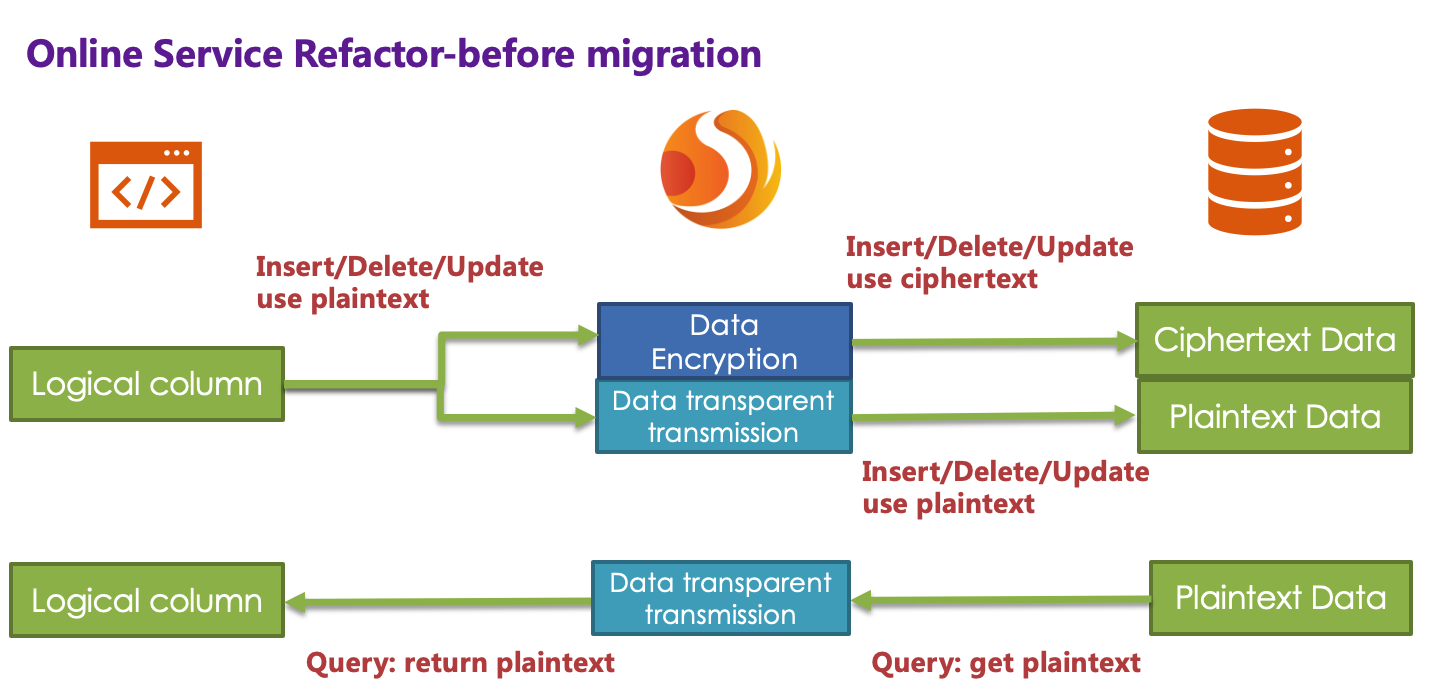 Online Service Refactor-before migration
</>
Insert/Delete/Update
use plaintext
Insert/Delete/Update
use ciphertext
Logical column
Data
Encryption
Ciphertext Data
Data transparent
transmission
Plaintext Data
Insert/Delete/Update
use plaintext
Logical column
Data transparent
transmission
Plaintext Data
Query: return plaintext
Query: get plaintext